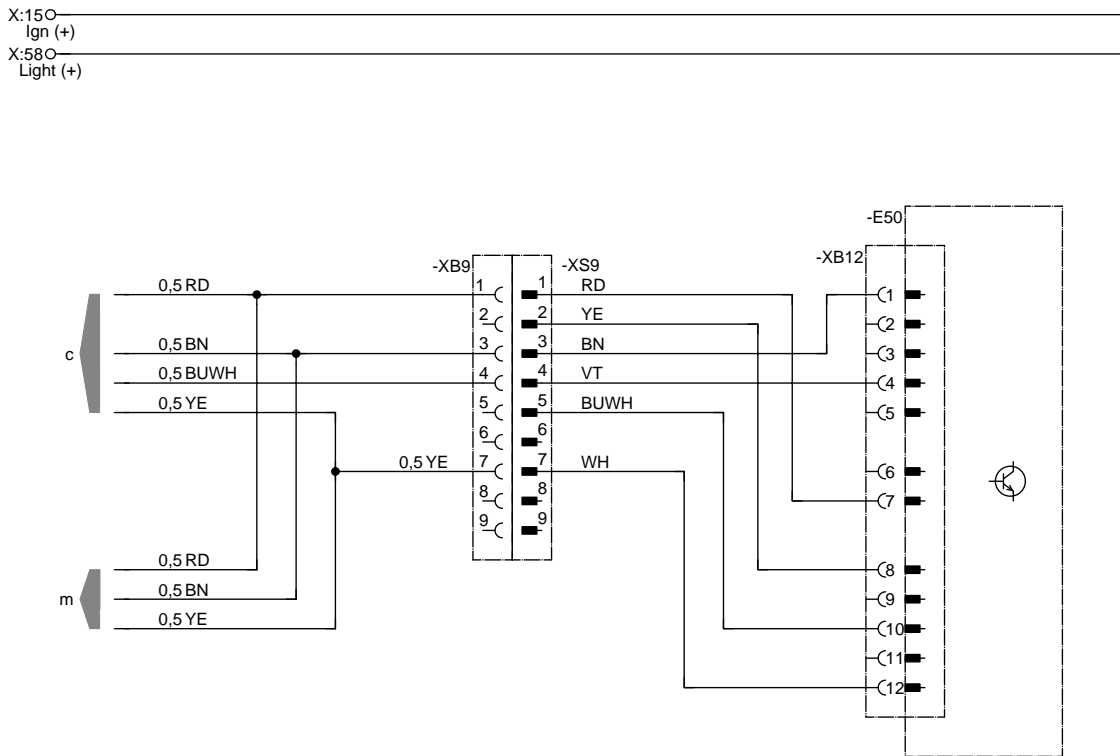 X:15
Ign (+)
X:58
Light (+)
-E50
-XB12
-XB9
-XS9
0,5 RD
1
1
RD
1
2
2
YE
2
c
0,5 BN
3
3
BN
3
0,5 BUWH
4
4
VT
4
0,5 YE
5
5
BUWH
5
6
6
0,5 YE
7
7
WH
6
8
8
7
9
9
0,5 RD
8
m
0,5 BN
9
0,5 YE
10
11
12